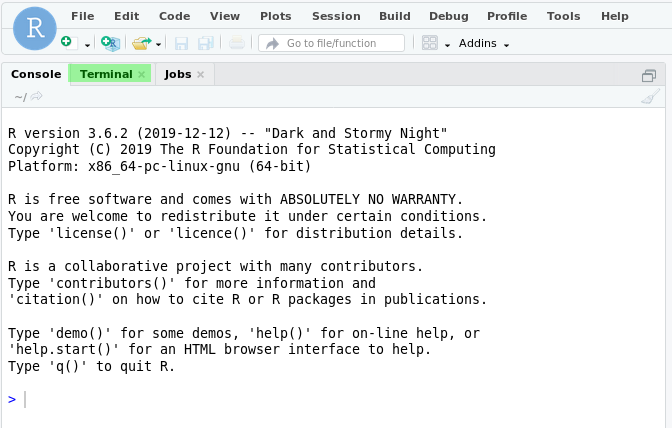 R File Edit Code View Plots Session Build Debug Profile Tools Help
R Go to file/function Addins
Console Terminal × Jobs ×
~/
R version 3.6.2 (2019-12-12) -- "Dark and Stormy Night"
Copyright (C) 2019 The R Foundation for Statistical Computing
Platform: x86_64-pc-linux-gnu (64-bit)
R is free software and comes with ABSOLUTELY NO WARRANTY.
You are welcome to redistribute it under certain conditions.
Type 'license()' or 'licence()' for distribution details.
R is a collaborative project with many contributors.
Type 'contributors()' for more information and
'citation()' on how to cite R or R packages in publications.
Type 'demo()' for some demos, 'help()' for on-line help, or
'help.start()' for an HTML browser interface to help.
Type 'q()' to quit R.
>